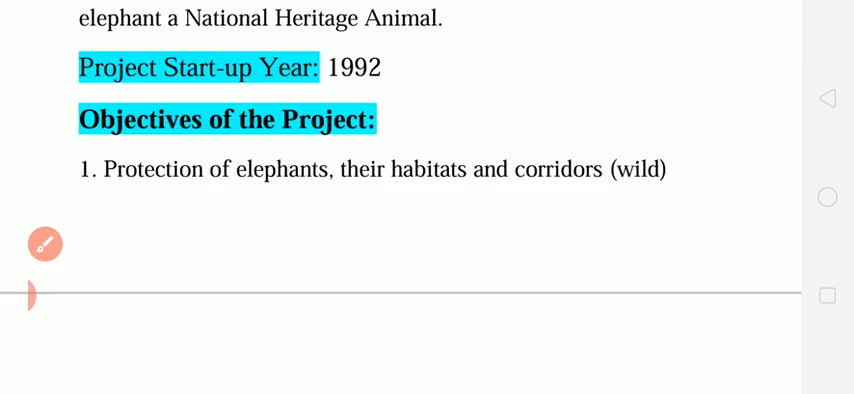 elephant a National Heritage Animal.
Project Start-up Year: 1992
Objectives of the Project:
1. Protection of elephants, their habitats and corridors (wild)